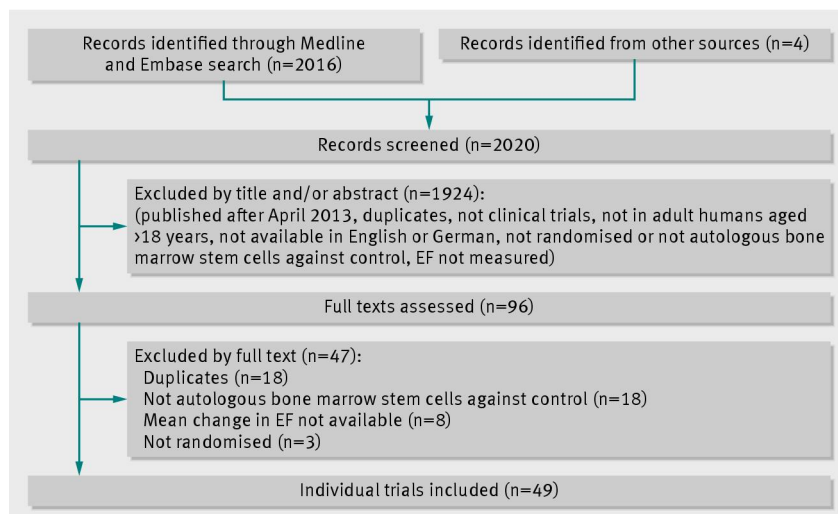 Records identified through Medline
and Embase search (n=2016)
Records identified from other sources (n=4)
Records screened (n=2020)
Excluded by title and/or abstract (n=1924):
(published after April 2013, duplicates, not clinical trials, not in adult humans aged
>18 years, not available in English or German, not randomised or not autologous bone
marrow stem cells against control, EF not measured)
Full texts assessed (n=96)
Excluded by full text (n=47):
Duplicates (n=18)
Not autologous bone marrow stem cells against control (n=18)
Mean change in EF not available (n=8)
Not randomised (n=3)
Individual trials included (n=49)